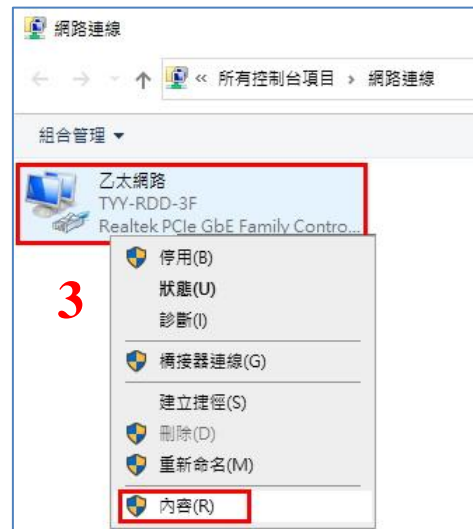 網路連線
« 所有控制台項目 › 網路連線
組合管理
乙太網路
TYY-RDD-3F
Realtek PCIe GbE Family Contro...
3
停用(B)
狀態(U)
診斷(I)
橋接器連線(G)
建立捷徑(S)
刪除(D)
重新命名(M)
內容(R)